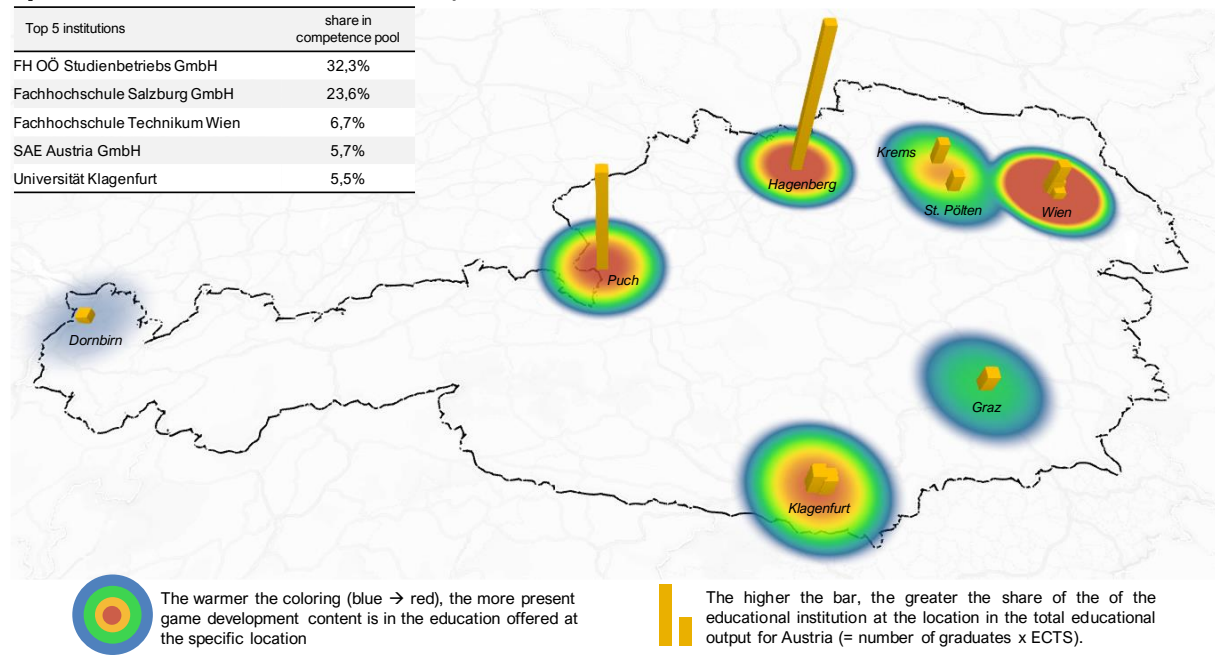 Top 5 institutions
share in
competence pool
FH OÖ Studienbetriebs GmbH 32,3%
Fachhochschule Salzburg GmbH 23,6%
Fachhochschule Technikum Wien 6,7%
SAE Austria GmbH 5,7%
Universität Klagenfurt 5,5%
Krems
Hagenberg
St. Pölten
Wien
Puch
Dornbirn
Graz
Klagenfurt
The warmer the coloring (blue → red), the more present
game development content is in the education offered at
the specific location
The higher the bar, the greater the share of the of the
educational institution at the location in the total educational
output for Austria (= number of graduates x ECTS).